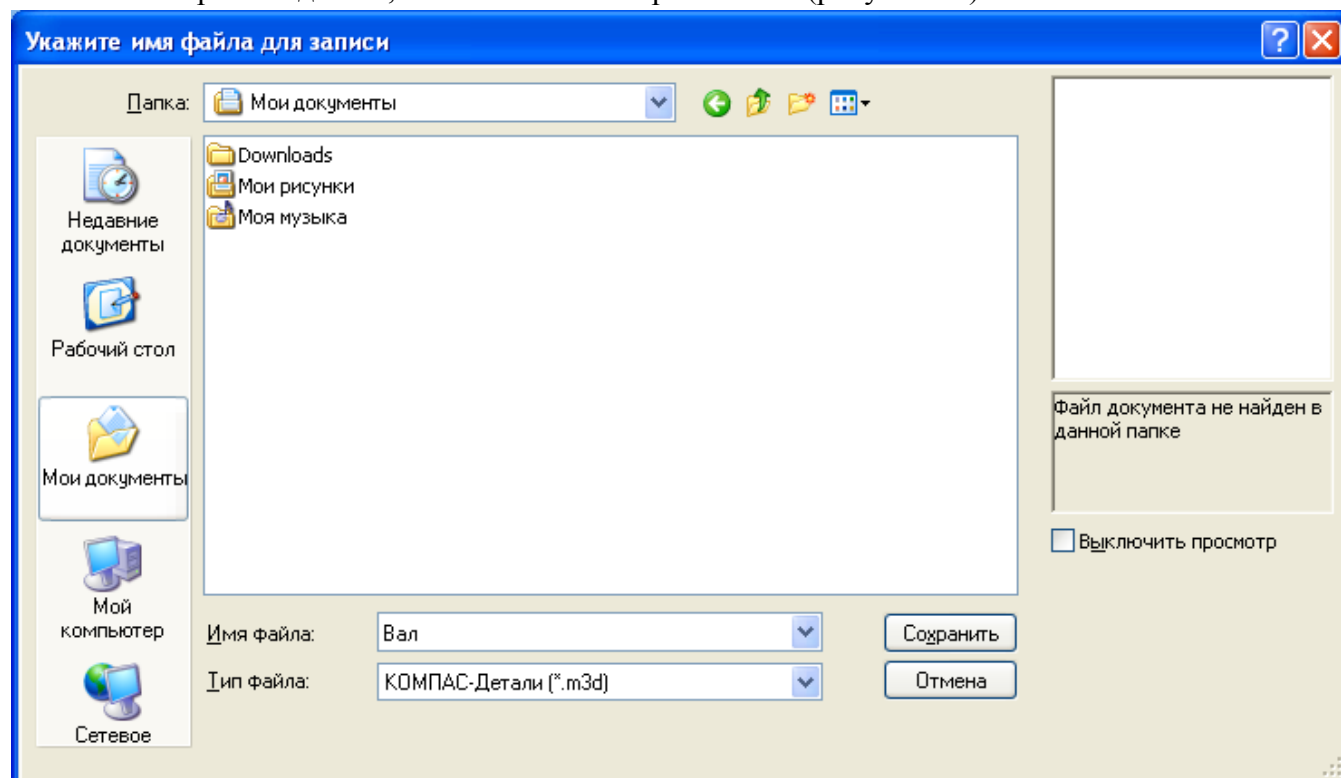 Укажите имя файла для записи
Папка: Мои документы
Downloads
Мои рисунки
Моя музыка
Недавние
документы
Рабочий стол
Мои документы
Мой
компьютер
Сетевое
Файл документа не найден в
данной папке
Выключить просмотр
Имя файла: Вал Сохранить
Тип файла: КОМПАС-Детали (*.m3d) Отмена